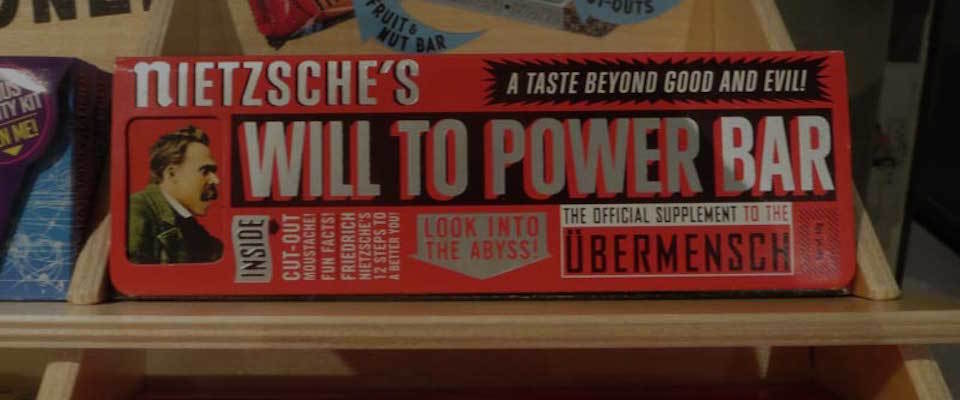 FRUIT &
NUT BAR
NIETZSCHE'S
A TASTE BEYOND GOOD AND EVIL!
WILL TO POWER BAR
INSIDE
CUT-OUT
MOUSTACHE!
FUN FACTS!
FRIEDRICH
NIETZSCHE'S
12 STEPS TO
A BETTER YOU!
LOOK INTO
THE ABYSS!
THE OFFICIAL SUPPLEMENT TO THE
ÜBERMENSCH